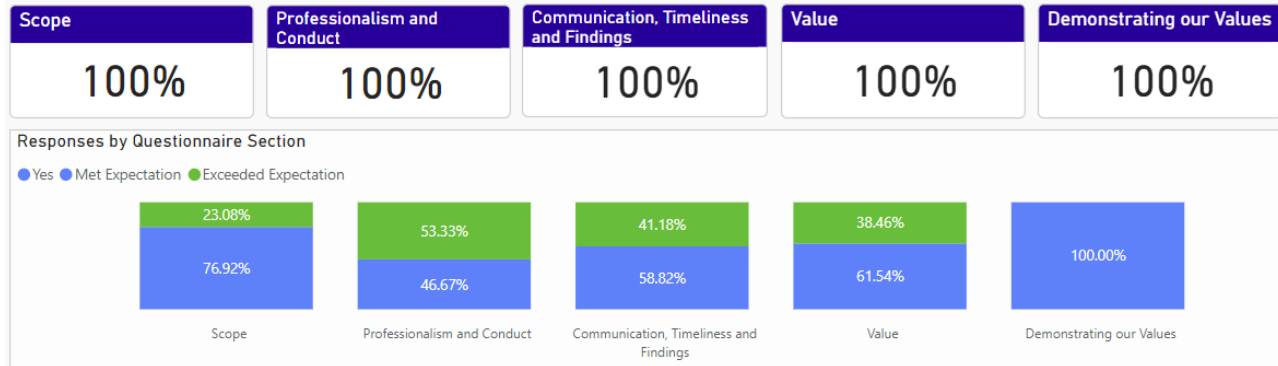 Scope
Professionalism and
Conduct
Communication, Timeliness
and Findings
Value
Demonstrating our Values
100%
100%
100%
100%
100%
Responses by Questionnaire Section
Yes Met Expectation Exceeded Expectation
23.08%
53.33%
41.18%
38.46%
100.00%
76.92%
46.67%
58.82%
61.54%
Scope
Professionalism and Conduct
Communication, Timeliness and
Findings
Value
Demonstrating our Values